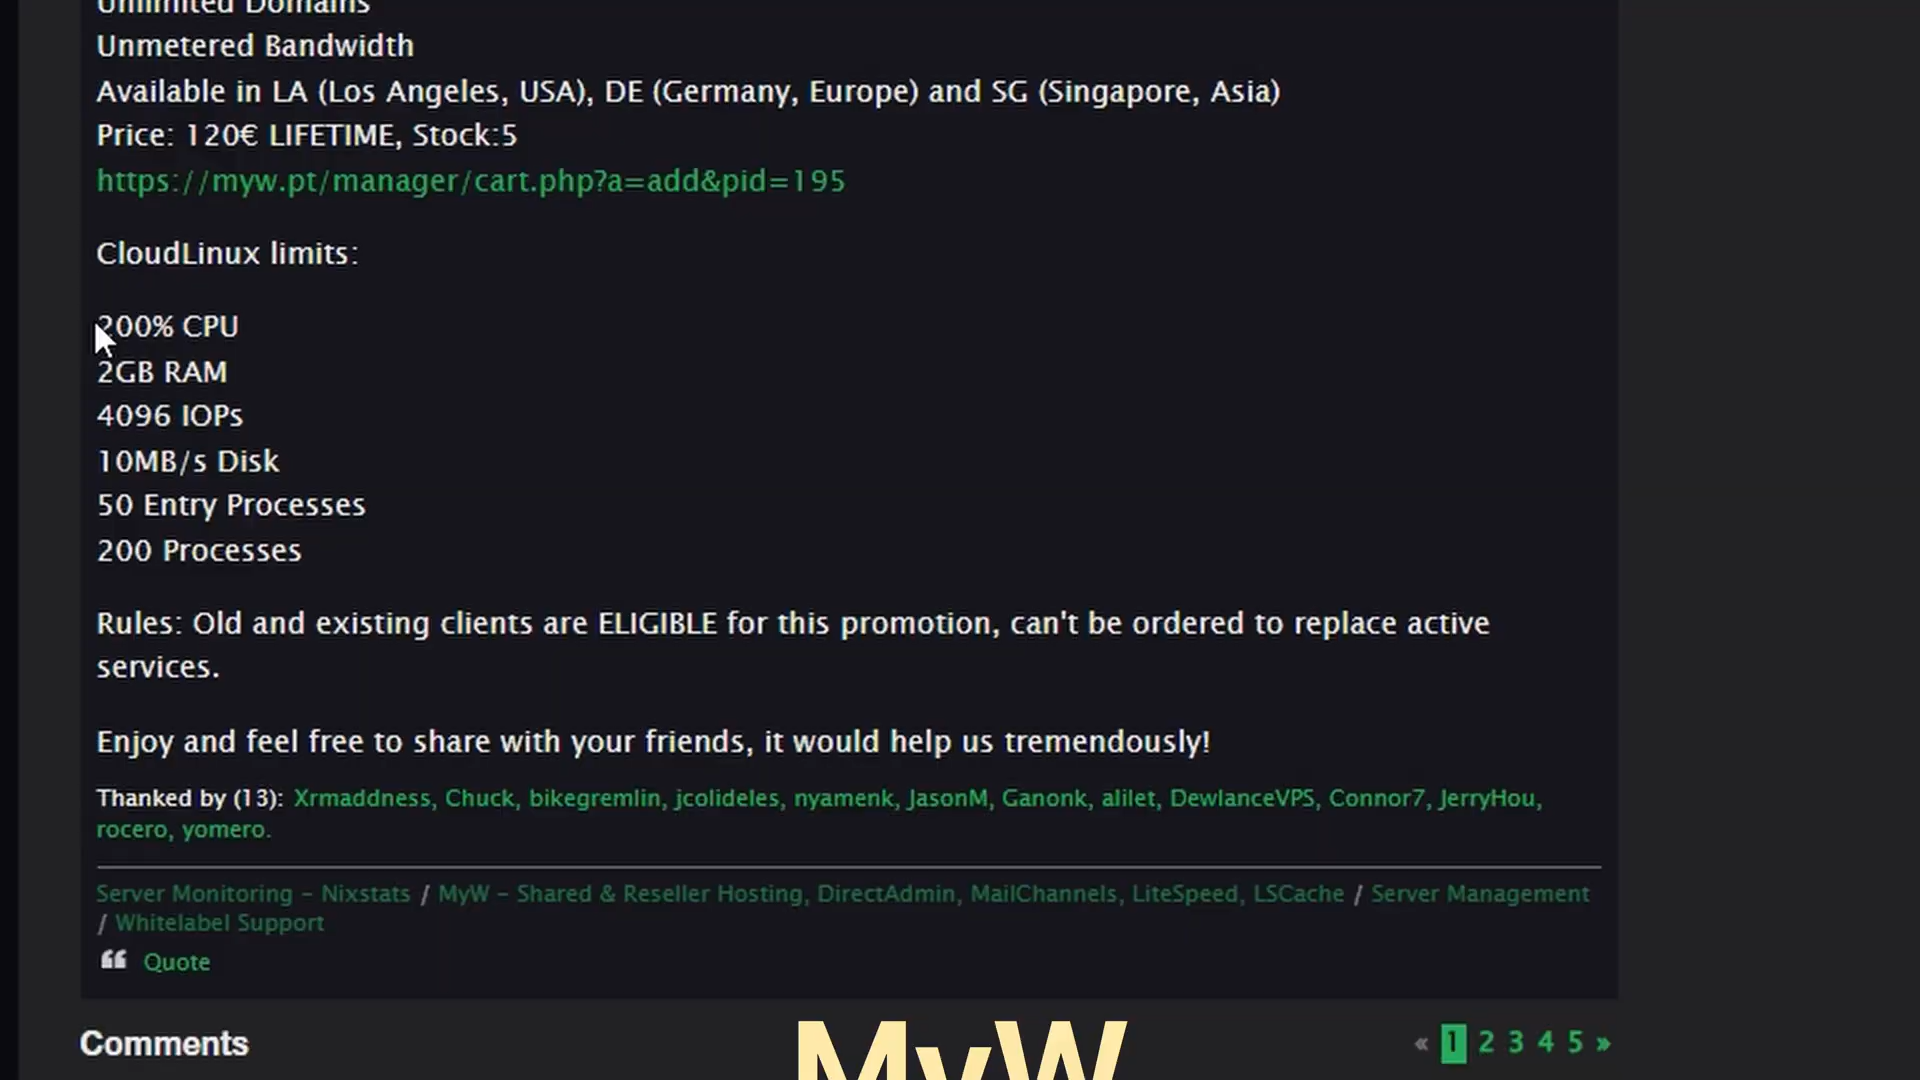 Unlimited Domains
Unmetered Bandwidth
Available in LA (Los Angeles, USA), DE (Germany, Europe) and SG (Singapore, Asia)
Price: 120€ LIFETIME, Stock:5
https://myw.pt/manager/cart.php?a=add&pid=195
CloudLinux limits:
200% CPU
2GB RAM
4096 IOPs
10MB/s Disk
50 Entry Processes
200 Processes
Rules: Old and existing clients are ELIGIBLE for this promotion, can't be ordered to replace active
services.
Enjoy and feel free to share with your friends, it would help us tremendously!
Thanked by (13): Xrmaddness, Chuck, bikegremlin, jcolideles, nyamenk, JasonM, Ganonk, alilet, DewlanceVPS, Connor7, JerryHou,
rocero, yomero.
Server Monitoring - Nixstats / MyW - Shared & Reseller Hosting, DirectAdmin, MailChannels, LiteSpeed, LSCache / Server Management
/ Whitelabel Support
❝ Quote
Comments
« 1 2 3 4 5 »
MyW